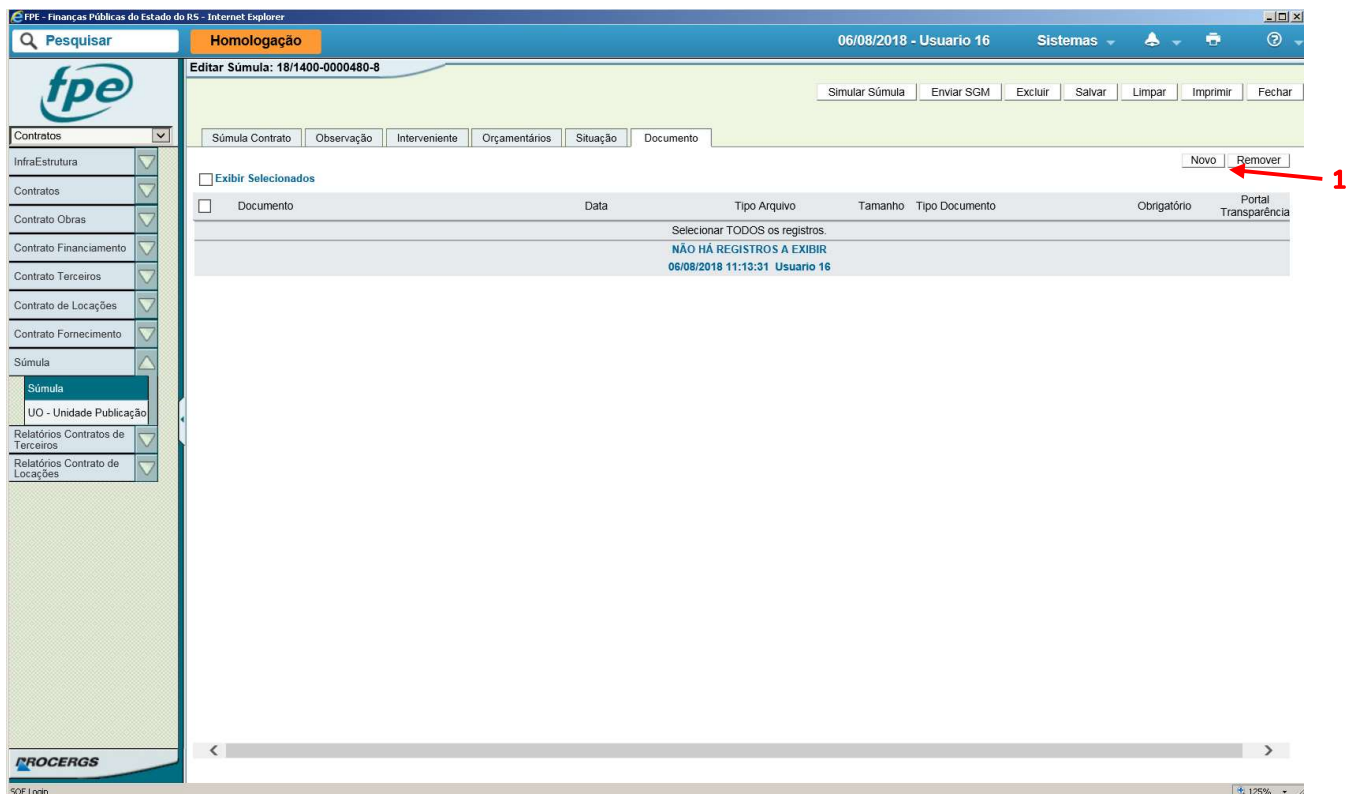 FPE - Finanças Públicas do Estado do RS - Internet Explorer
Pesquisar Homologação 06/08/2018 - Usuario 16 Sistemas
fpe
Editar Súmula: 18/1400-0000480-8
Simular Súmula Enviar SGM Excluir Salvar Limpar Imprimir Fechar
Contratos
Súmula Contrato Observação Interveniente Orçamentários Situação Documento
InfraEstrutura
Contratos
Contrato Obras
Contrato Financiamento
Contrato Terceiros
Contrato de Locações
Contrato Fornecimento
Súmula
Súmula
UO - Unidade Publicação
Relatórios Contratos de
Terceiros
Relatórios Contrato de
Locações
Novo Remover
1
Exibir Selecionados
Documento Data Tipo Arquivo Tamanho Tipo Documento Obrigatório Portal
Transparência
Selecionar TODOS os registros.
NÃO HÁ REGISTROS A EXIBIR
06/08/2018 11:13:31 Usuario 16
PROCERGS
SOE Login 125%